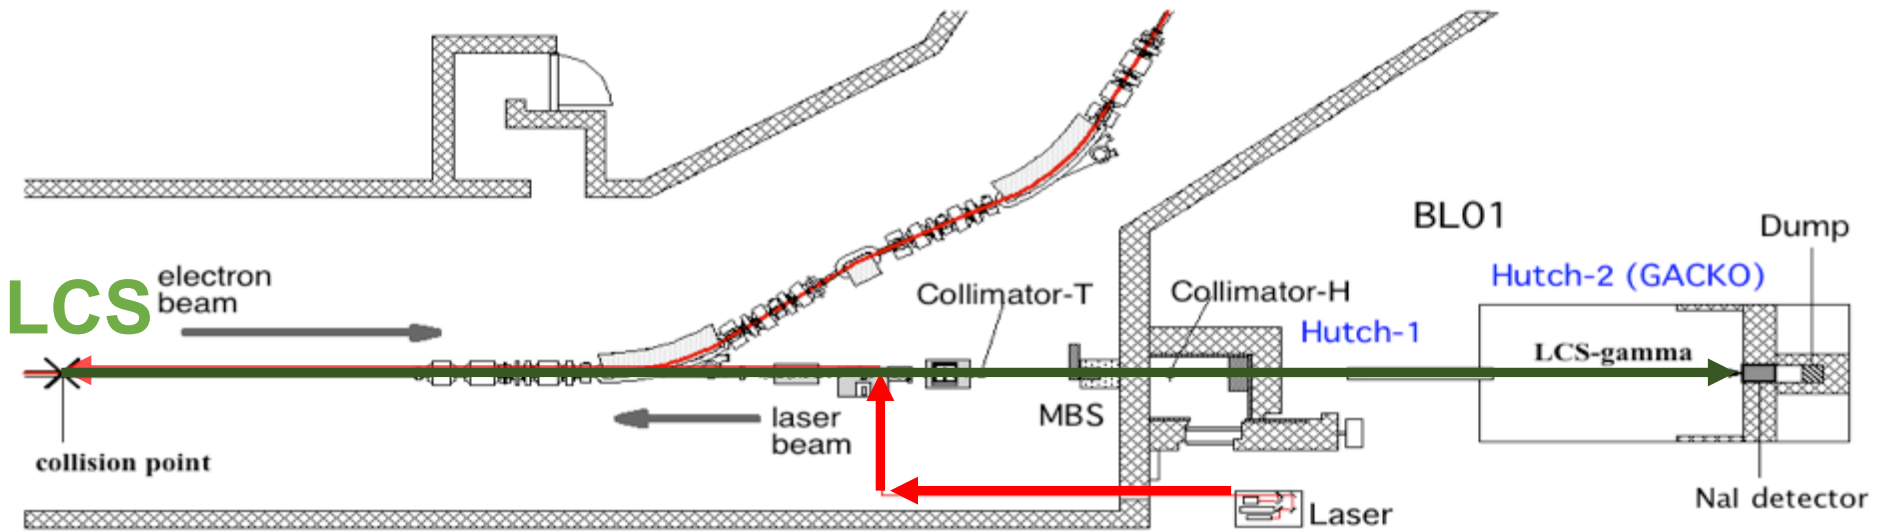 BL01
Dump
Hutch-2 (GACKO)
LCS
electron
beam
Collimator-T
Collimator-H
Hutch-1
LCS-gamma
MBS
laser
beam
collision point
NaI detector
Laser